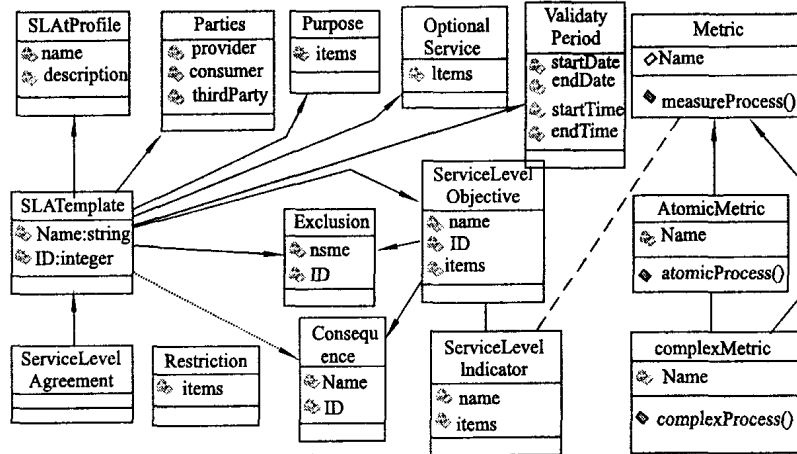 SLAtProfile
name
description
Parties
provider
consumer
thirdParty
Purpose
items
Optional
Service
ltems
Validaty
Period
startDate
endDate
startTime
endTime
Metric
Name
measureProcess()
SLATemplate
Name:string
ID:integer
Exclusion
nsme
ID
ServiceLevel
Objective
name
ID
items
AtomicMetric
Name
atomicProcess()
ServiceLevel
Agreement
Restriction
items
Consequ
ence
Name
ID
ServiceLevel
Indicator
name
items
complexMetric
Name
complexProcess()